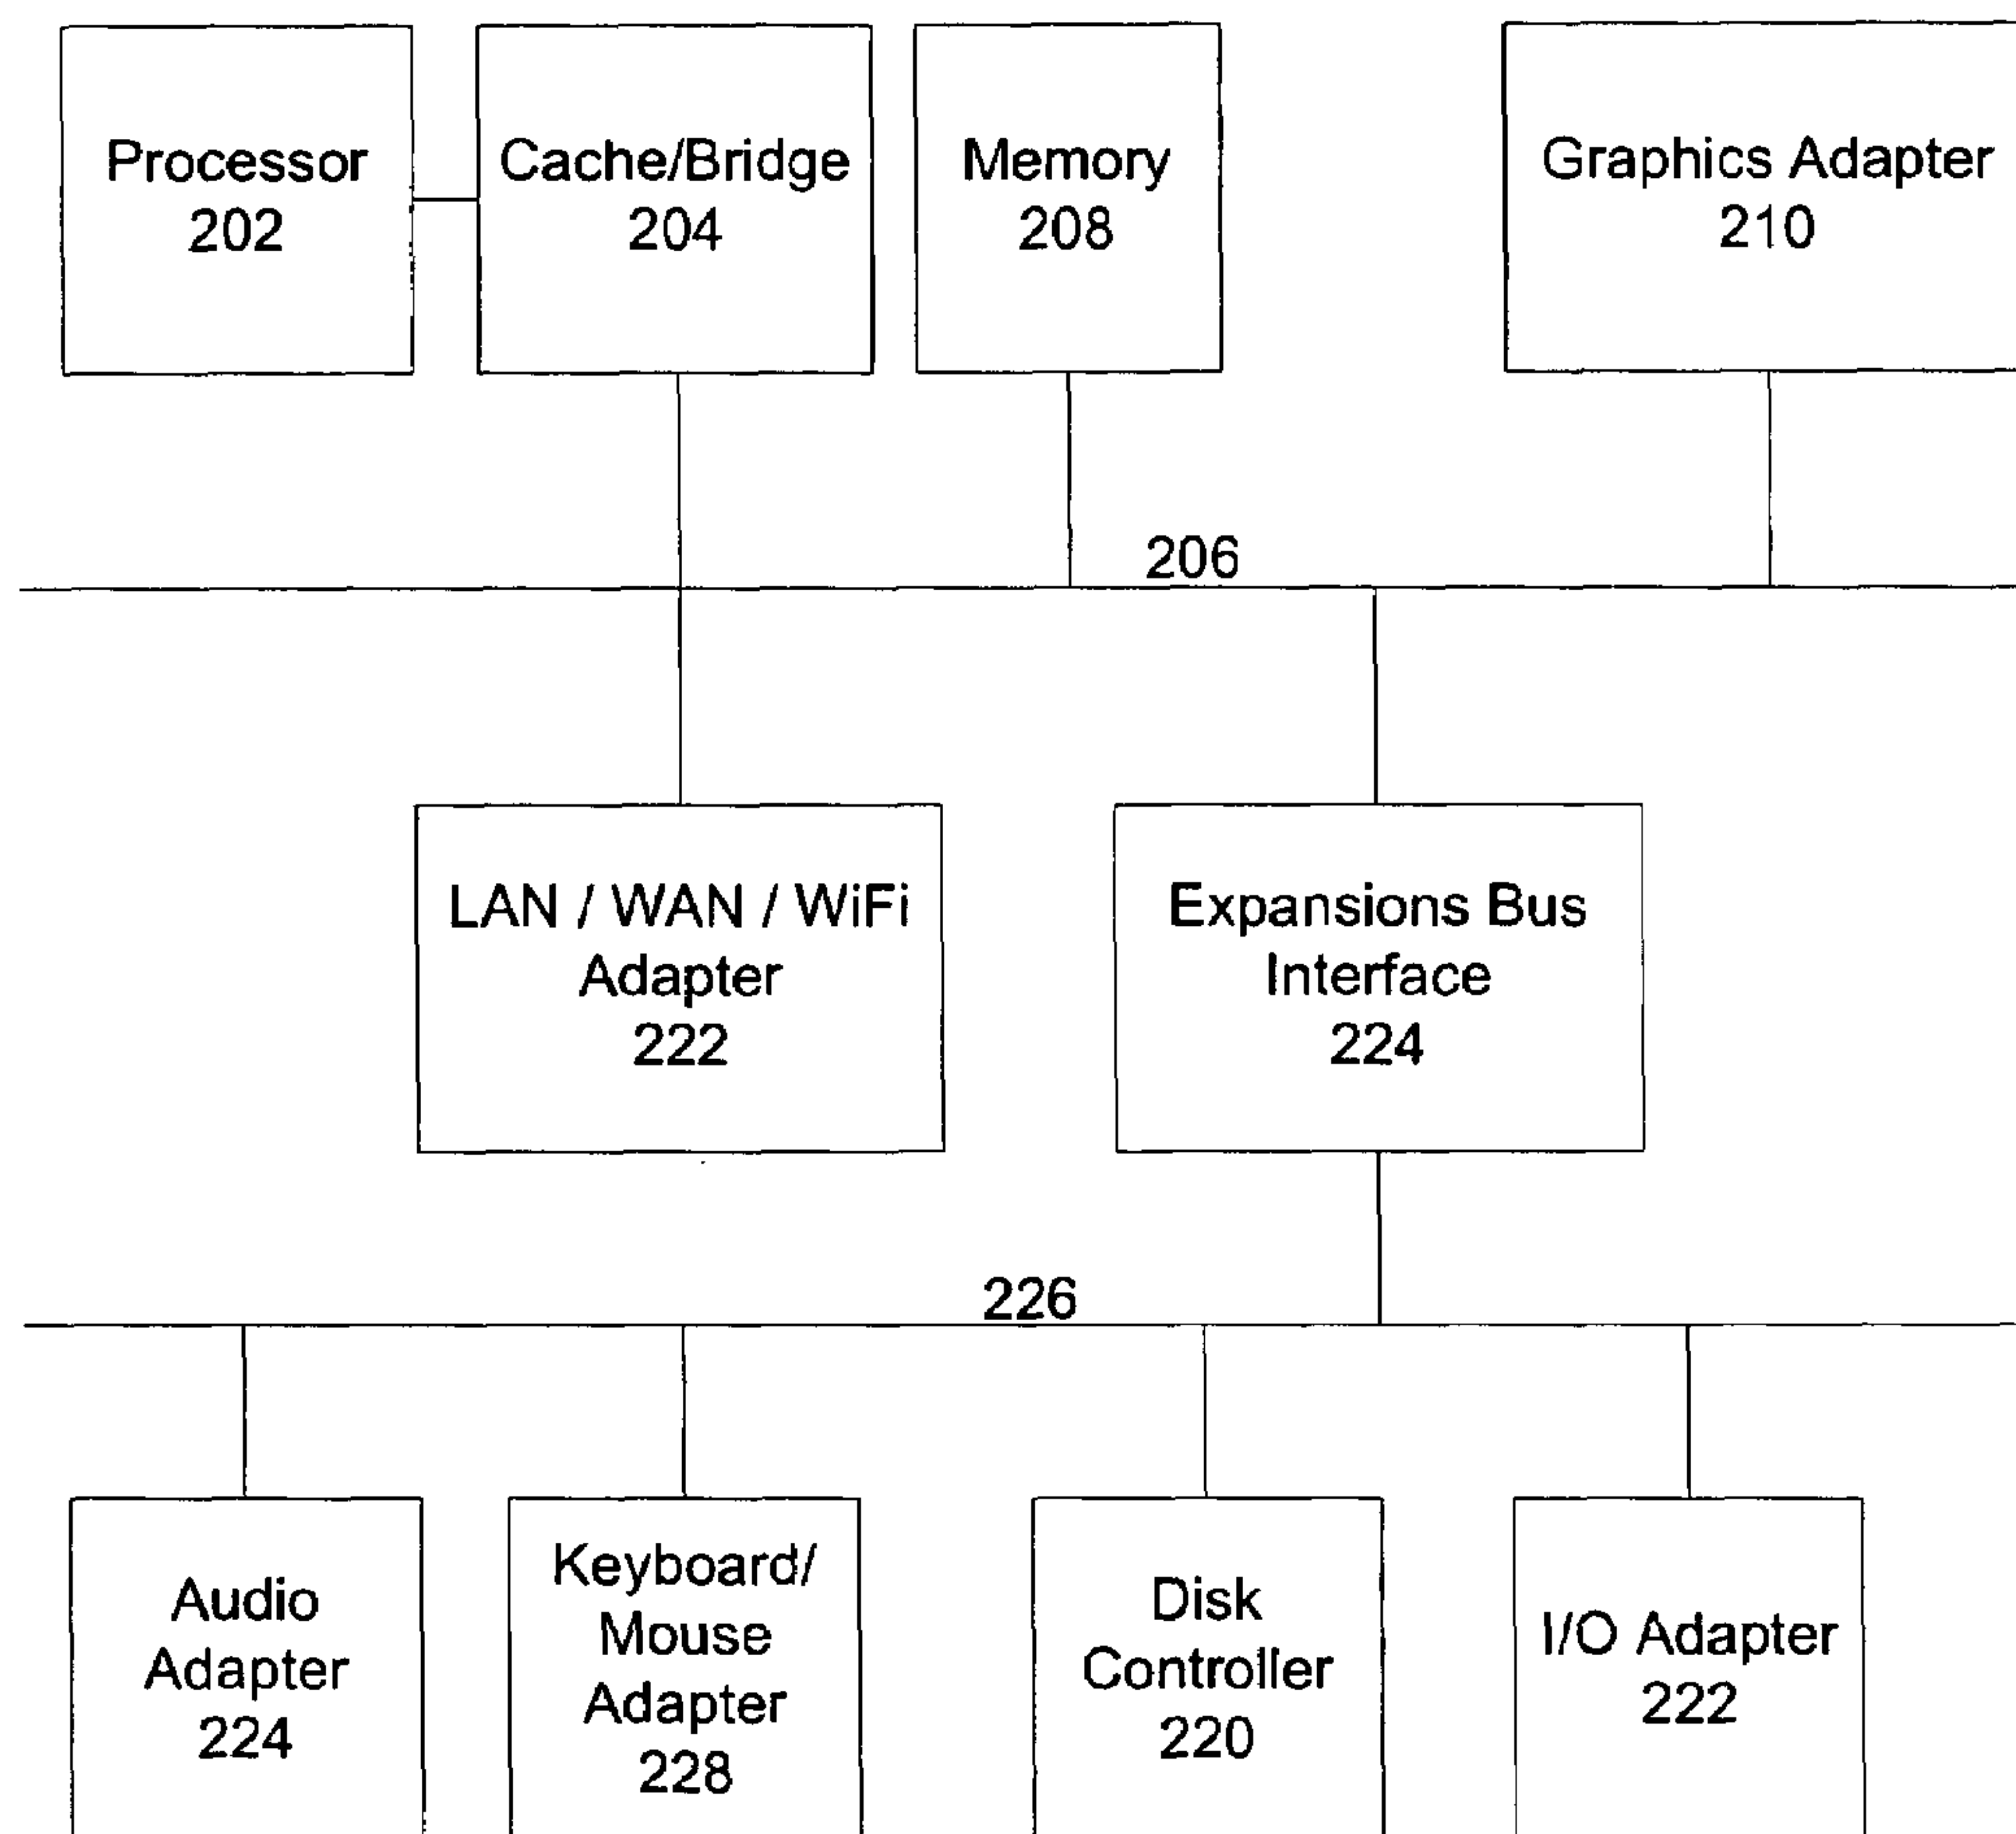 Processor
202
Cache/Bridge
204
Memory
208
Graphics Adapter
210
206
LAN / WAN / WiFi
Adapter
222
Expansions Bus
Interface
224
226
Audio
Adapter
224
Keyboard/
Mouse
Adapter
228
Disk
Controller
220
I/O Adapter
222